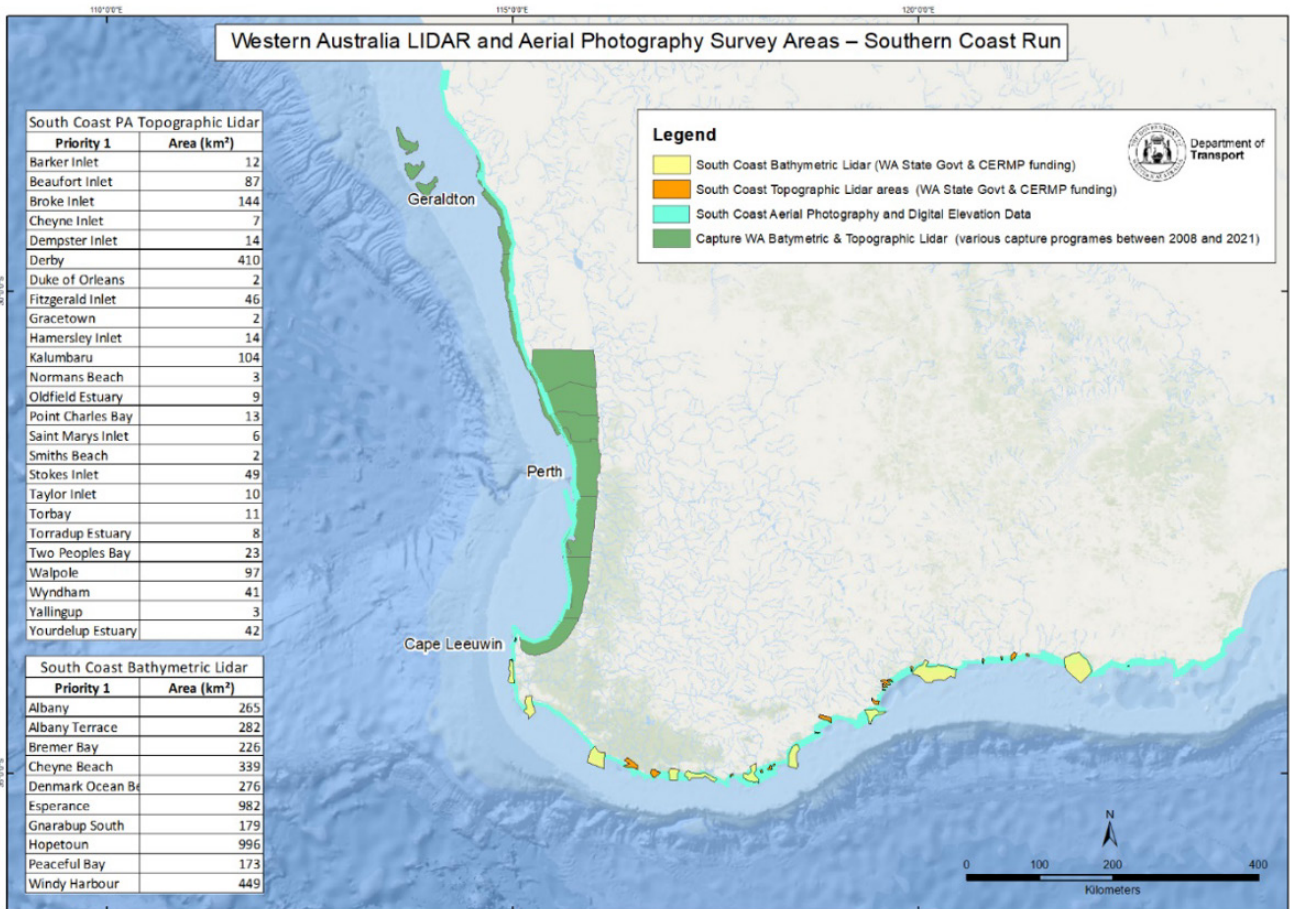 110°0'0"E 115°0'0"E 120°0'0"E
Western Australia LIDAR and Aerial Photography Survey Areas – Southern Coast Run
South Coast PA Topographic Lidar
Priority 1 Area (km²)
Barker Inlet 12
Beaufort Inlet 87
Broke Inlet 144
Cheyne Inlet 7
Dempster Inlet 14
Derby 410
Duke of Orleans 2
Fitzgerald Inlet 46
Gracetown 2
Hamersley Inlet 14
Kalumbaru 104
Normans Beach 3
Oldfield Estuary 9
Point Charles Bay 13
Saint Marys Inlet 6
Smiths Beach 2
Stokes Inlet 49
Taylor Inlet 10
Torbay 11
Torradup Estuary 8
Two Peoples Bay 23
Walpole 97
Wyndham 41
Yallingup 3
Yourdelup Estuary 42
South Coast Bathymetric Lidar
Priority 1 Area (km²)
Albany 265
Albany Terrace 282
Bremer Bay 226
Cheyne Beach 339
Denmark Ocean Be 276
Esperance 982
Gnarabup South 179
Hopetoun 996
Peaceful Bay 173
Windy Harbour 449
Legend
South Coast Bathymetric Lidar (WA State Govt & CERMP funding)
South Coast Topographic Lidar areas (WA State Govt & CERMP funding)
South Coast Aerial Photography and Digital Elevation Data
Capture WA Batymetric & Topographic Lidar (various capture programes between 2008 and 2021)
Department of
Transport
Geraldton
Perth
Cape Leeuwin
N
0 100 200 400
Kilometers